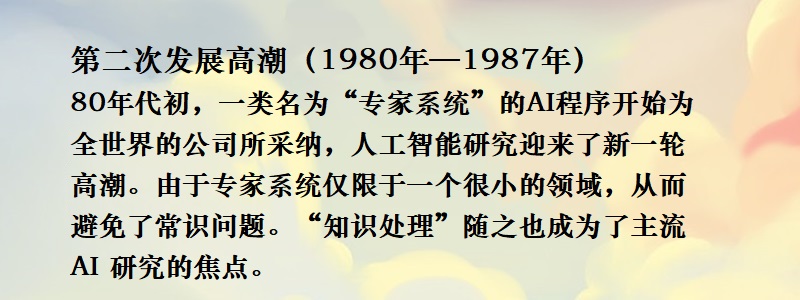 第二次发展高潮（1980年—1987年）
80年代初，一类名为“专家系统”的AI程序开始为
全世界的公司所采纳，人工智能研究迎来了新一轮
高潮。由于专家系统仅限于一个很小的领域，从而
避免了常识问题。“知识处理”随之也成为了主流
AI 研究的焦点。